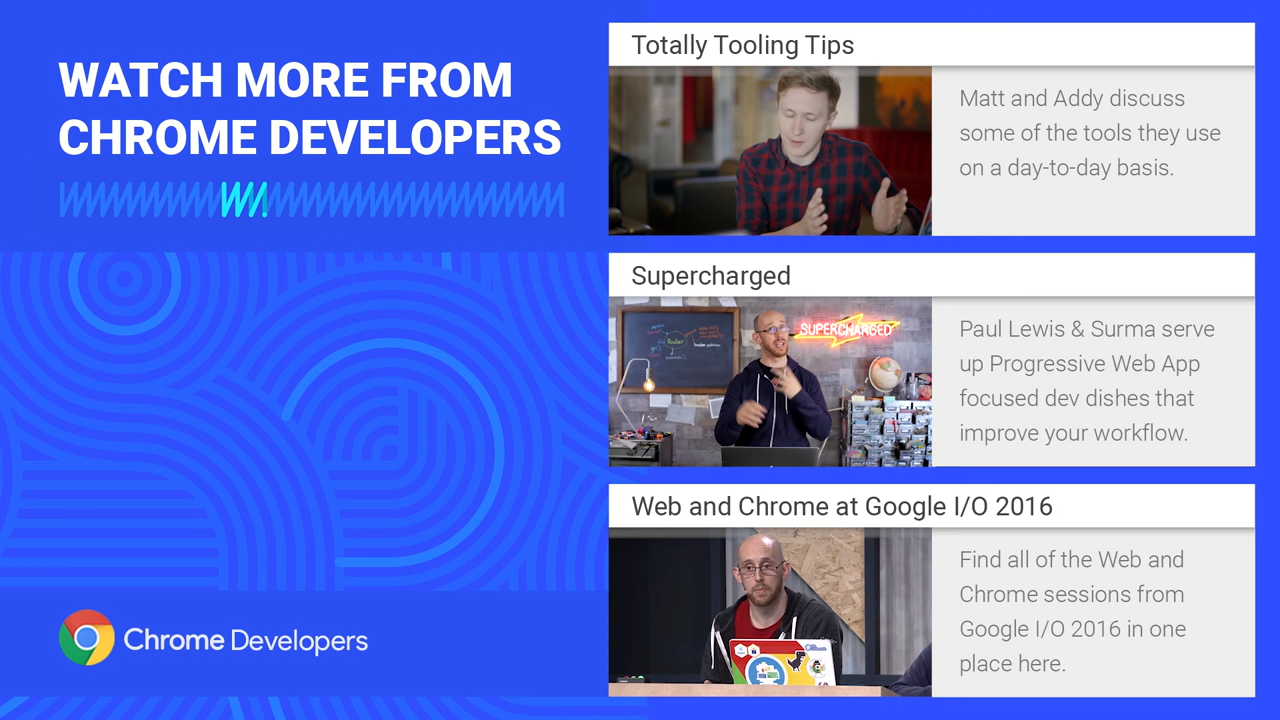 WATCH MORE FROM
CHROME DEVELOPERS
Chrome Developers
Totally Tooling Tips
Matt and Addy discuss
some of the tools they use
on a day-to-day basis.
Supercharged
SUPERCHARGED
Router
Paul Lewis & Surma serve
up Progressive Web App
focused dev dishes that
improve your workflow.
Web and Chrome at Google I/O 2016
Find all of the Web and
Chrome sessions from
Google I/O 2016 in one
place here.